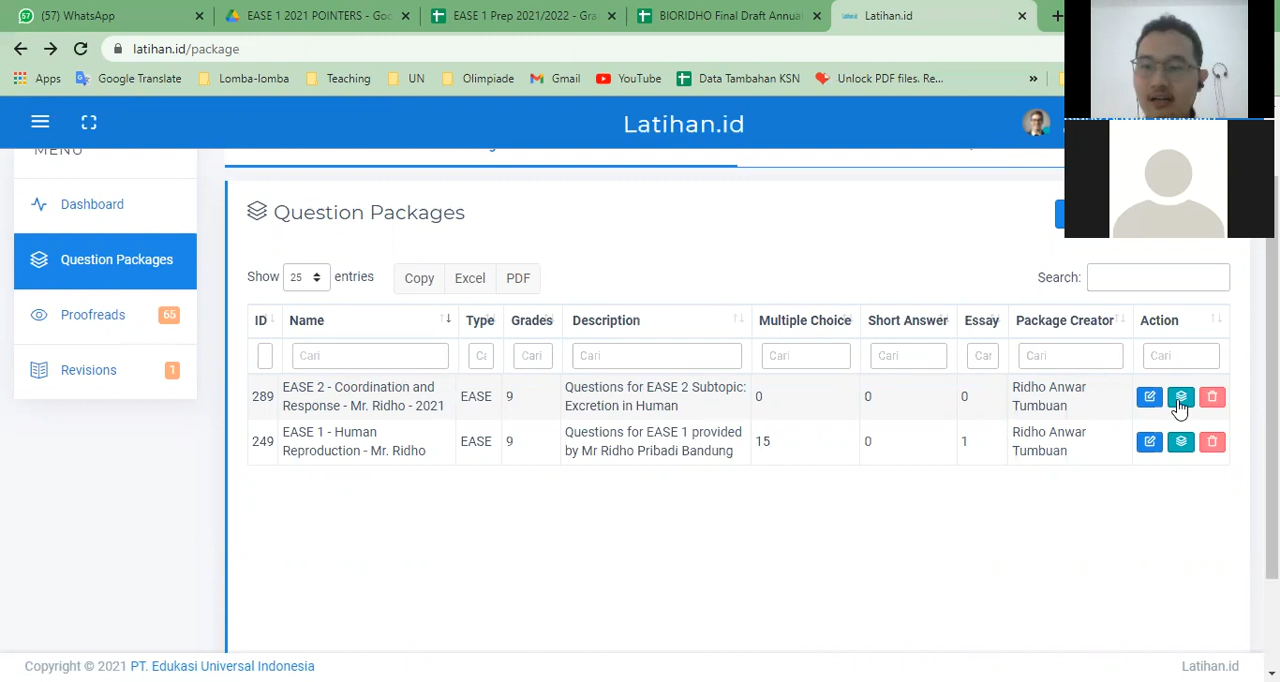 (57) WhatsApp
EASE 1 2021 POINTERS - Goo
EASE 1 Prep 2021/2022 - Gra
BIORIDHO Final Draft Annua
Latihan.id
latihan.id/package
Apps
Google Translate
Lomba-lomba
Teaching
UN
Olimpiade
Gmail
YouTube
Data Tambahan KSN
Unlock PDF files. Re...
»
Latihan.id
MENU
Dashboard
Question Packages
Proofreads 65
Revisions 1
Question Packages
Show 25 entries
Copy Excel PDF
Search:
ID Name Type Grades Description Multiple Choice Short Answer Essay Package Creator Action
Cari Ca Cari Cari Cari Cari Cari Cari Cari
289 EASE 2 - Coordination and Response - Mr. Ridho - 2021 EASE 9 Questions for EASE 2 Subtopic: Excretion in Human 0 0 0 Ridho Anwar Tumbuan
249 EASE 1 - Human Reproduction - Mr. Ridho EASE 9 Questions for EASE 1 provided by Mr Ridho Pribadi Bandung 15 0 1 Ridho Anwar Tumbuan
Copyright © 2021 PT. Edukasi Universal Indonesia
Latihan.id